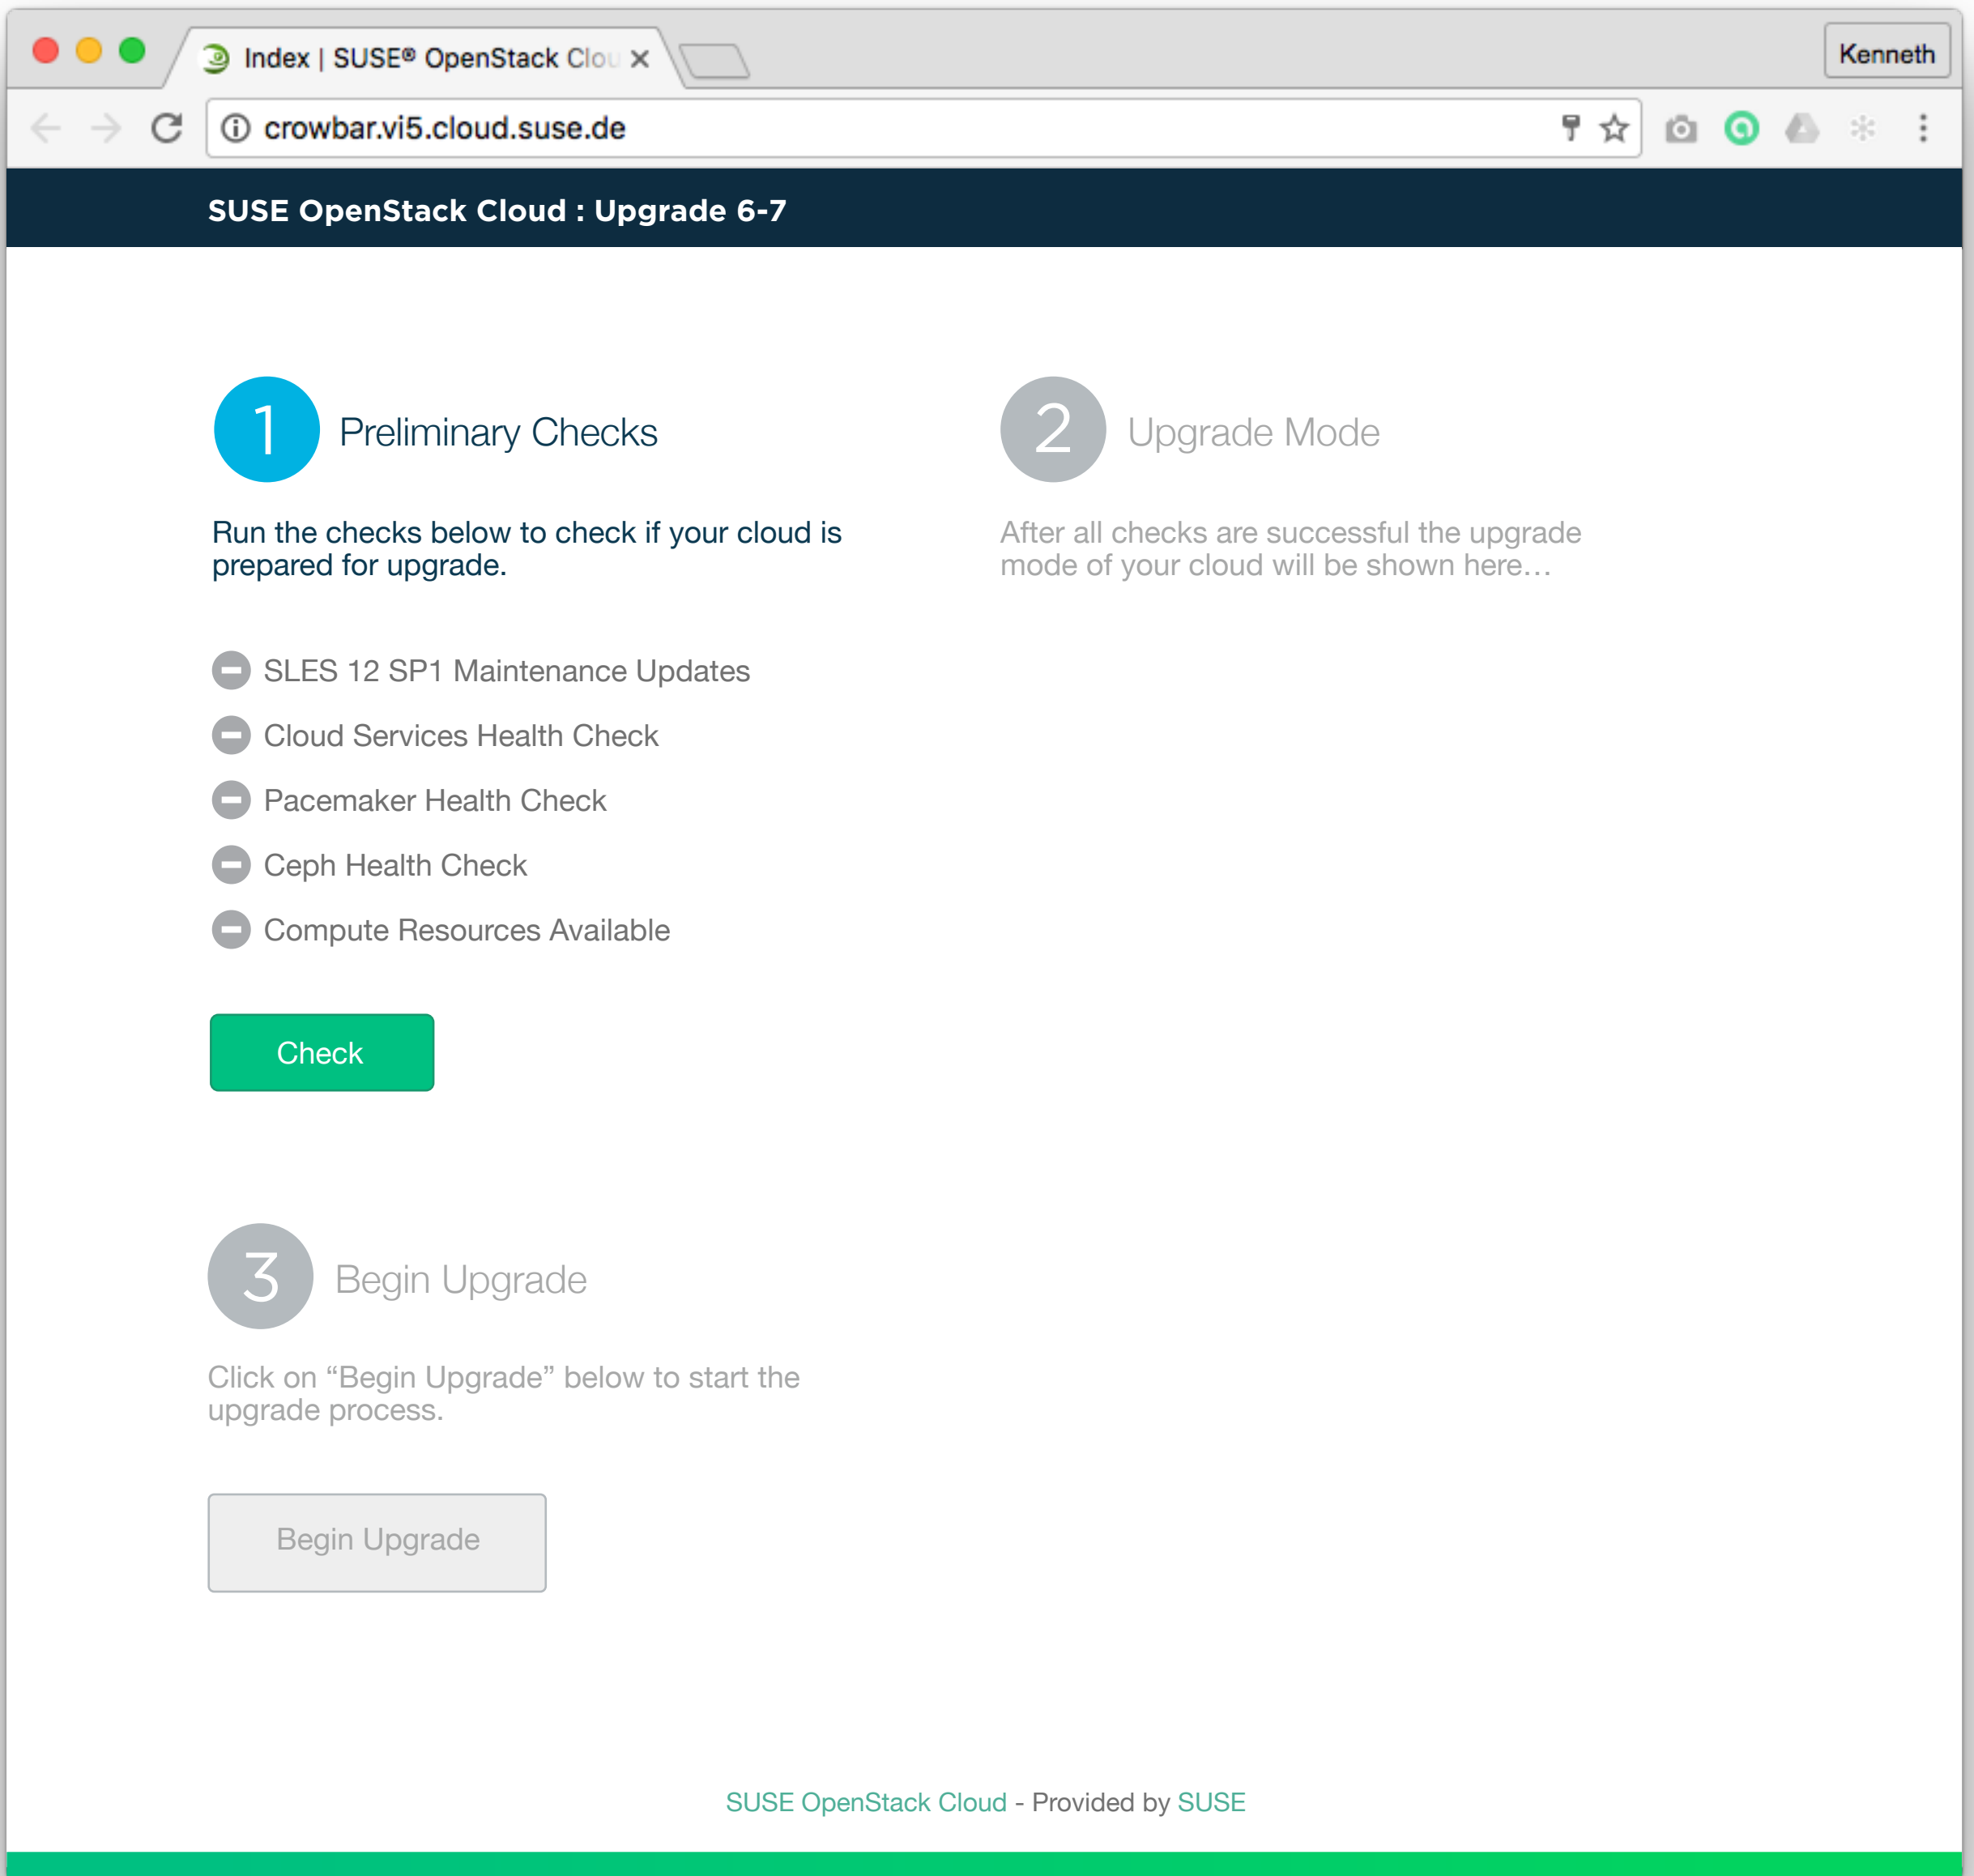 Index | SUSE® OpenStack Clou
Kenneth
crowbar.vi5.cloud.suse.de
SUSE OpenStack Cloud : Upgrade 6-7
1 Preliminary Checks
Run the checks below to check if your cloud is
prepared for upgrade.
SLES 12 SP1 Maintenance Updates
Cloud Services Health Check
Pacemaker Health Check
Ceph Health Check
Compute Resources Available
Check
2 Upgrade Mode
After all checks are successful the upgrade
mode of your cloud will be shown here…
3 Begin Upgrade
Click on “Begin Upgrade” below to start the
upgrade process.
Begin Upgrade
SUSE OpenStack Cloud - Provided by SUSE